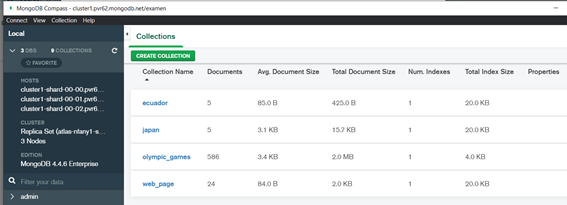 MongoDB Compass - cluster1.pvr62.mongodb.net/examen
Connect View Collection Help
Local
3 DBS 9 COLLECTIONS
FAVORITE
HOSTS
cluster1-shard-00-00.pvr6...
cluster1-shard-00-01.pvr6...
cluster1-shard-00-02.pvr6...
CLUSTER
Replica Set (atlas-nfany1-s...
3 Nodes
EDITION
MongoDB 4.4.6 Enterprise
Filter your data
admin
Collections
CREATE COLLECTION
Collection Name Documents Avg. Document Size Total Document Size Num. Indexes Total Index Size Properties
ecuador 5 85.0 B 425.0 B 1 20.0 KB
japan 5 3.1 KB 15.7 KB 1 20.0 KB
olympic_games 586 3.4 KB 2.0 MB 1 4.0 KB
web_page 24 84.0 B 2.0 KB 1 20.0 KB